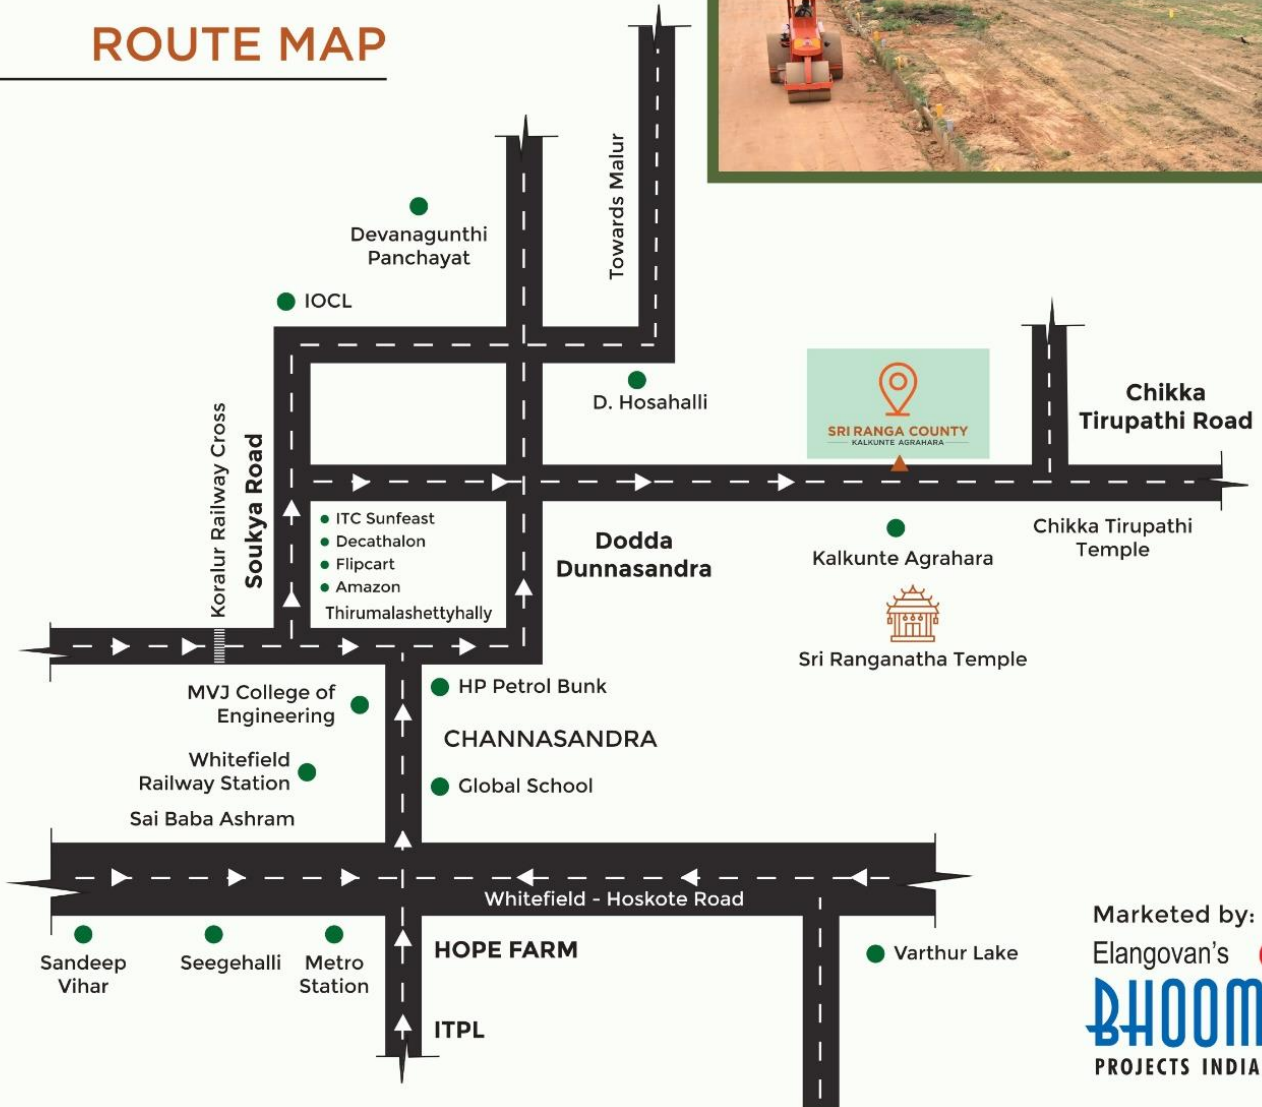 ROUTE MAP
Towards Malur
Devanagunthi
Panchayat
IOCL
D. Hosahalli
SRI RANGA COUNTY
KALKUNTE AGRAHARA
Chikka
Tirupathi Road
Koralur Railway Cross
Soukya Road
ITC Sunfeast
Decathalon
Flipcart
Amazon
Thirumalashettyhally
Dodda
Dunnasandra
Kalkunte Agrahara
Chikka Tirupathi
Temple
Sri Ranganatha Temple
MVJ College of
Engineering
HP Petrol Bunk
CHANNASANDRA
Whitefield
Railway Station
Global School
Sai Baba Ashram
Whitefield - Hoskote Road
Sandeep
Vihar
Seegehalli
Metro
Station
HOPE FARM
ITPL
Varthur Lake
Marketed by:
Elangovan's
BHOOM
PROJECTS INDIA